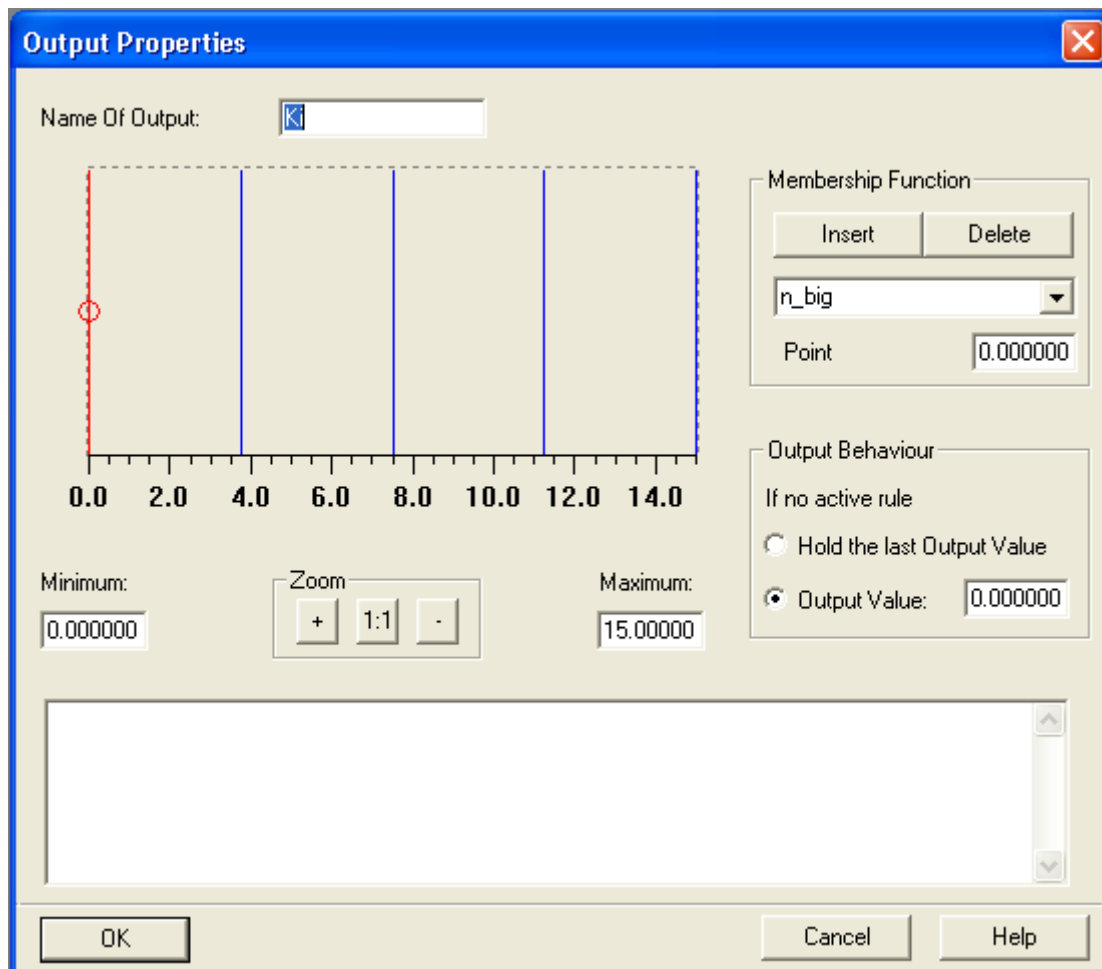 Output Properties
Name Of Output:
Ki
Membership Function
Insert
Delete
n_big
Point
0.000000
0.0 2.0 4.0 6.0 8.0 10.0 12.0 14.0
Output Behaviour
If no active rule
Hold the last Output Value
Output Value:
0.000000
Minimum:
0.000000
Zoom
+
1:1
-
Maximum:
15.00000
OK
Cancel
Help